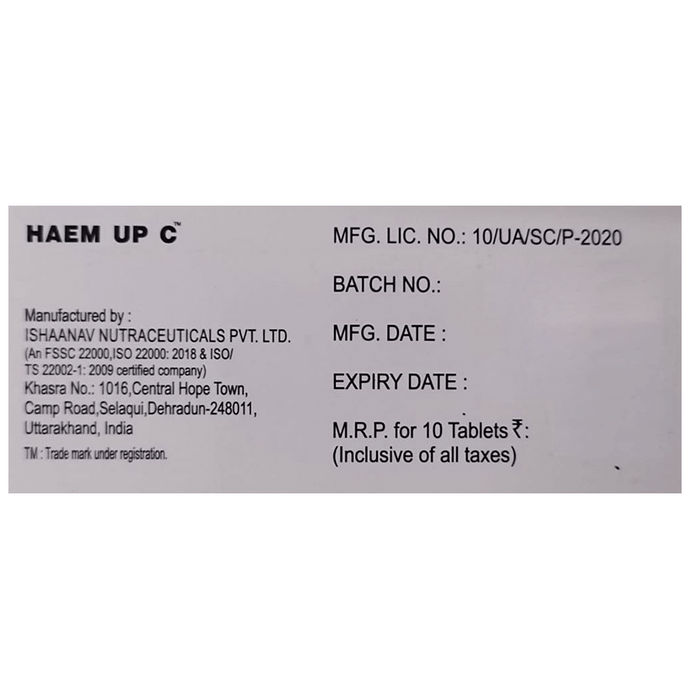 HAEM UP C™
Manufactured by :
ISHAANAV NUTRACEUTICALS PVT. LTD.
(An FSSC 22000,ISO 22000: 2018 & ISO/
TS 22002-1: 2009 certified company)
Khasra No.: 1016,Central Hope Town,
Camp Road,Selaqui,Dehradun-248011,
Uttarakhand, India
TM : Trade mark under registration.
MFG. LIC. NO.: 10/UA/SC/P-2020
BATCH NO.:
MFG. DATE :
EXPIRY DATE :
M.R.P. for 10 Tablets ₹:
(Inclusive of all taxes)